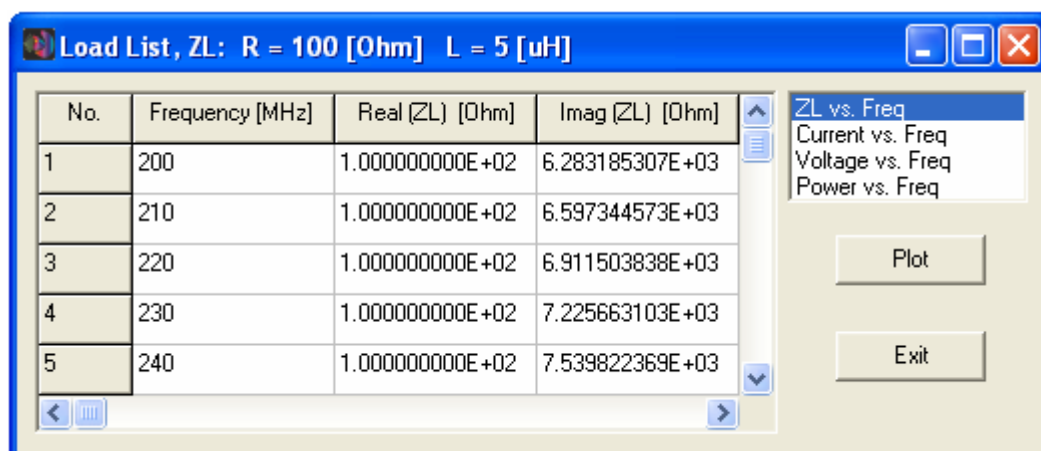 Load List, ZL: R = 100 [Ohm] L = 5 [uH]
No. Frequency [MHz] Real (ZL) [Ohm] Imag (ZL) [Ohm]
1 200 1.000000000E+02 6.283185307E+03
2 210 1.000000000E+02 6.597344573E+03
3 220 1.000000000E+02 6.911503838E+03
4 230 1.000000000E+02 7.225663103E+03
5 240 1.000000000E+02 7.539822369E+03
ZL vs. Freq
Current vs. Freq
Voltage vs. Freq
Power vs. Freq
Plot
Exit